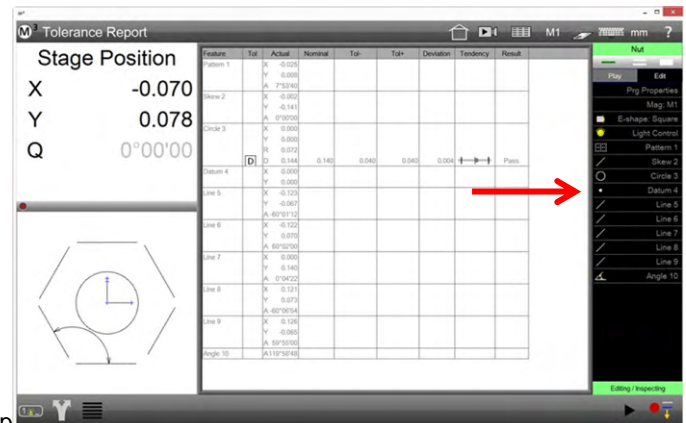 M³ Tolerance Report
M1 mm ?
Stage Position
X -0.070
Y 0.078
Q 0°00'00
Feature Tol Actual Nominal Tol- Tol+ Deviation Tendency Result
Pattern 1 X -0.025
Y 0.008
A 7°53'40
Skew 2 X -0.002
Y -0.141
A 0°00'00
Circle 3 X 0.000
Y 0.000
R 0.072
D D 0.144 0.140 0.040 0.040 0.004 Pass
Datum 4 X 0.000
Y 0.000
Line 5 X -0.123
Y -0.067
A -60°01'12
Line 6 X -0.122
Y 0.070
A 60°02'00
Line 7 X 0.000
Y 0.140
A 0°04'22
Line 8 X 0.121
Y 0.073
A -60°06'54
Line 9 X 0.126
Y -0.065
A 59°55'00
Angle 10 A 119°58'48
Nut
Play Edit
Prg Properties
Mag: M1
E-shape: Square
Light Control
Pattern 1
Skew 2
Circle 3
Datum 4
Line 5
Line 6
Line 7
Line 8
Line 9
Angle 10
Editing / Inspecting
p